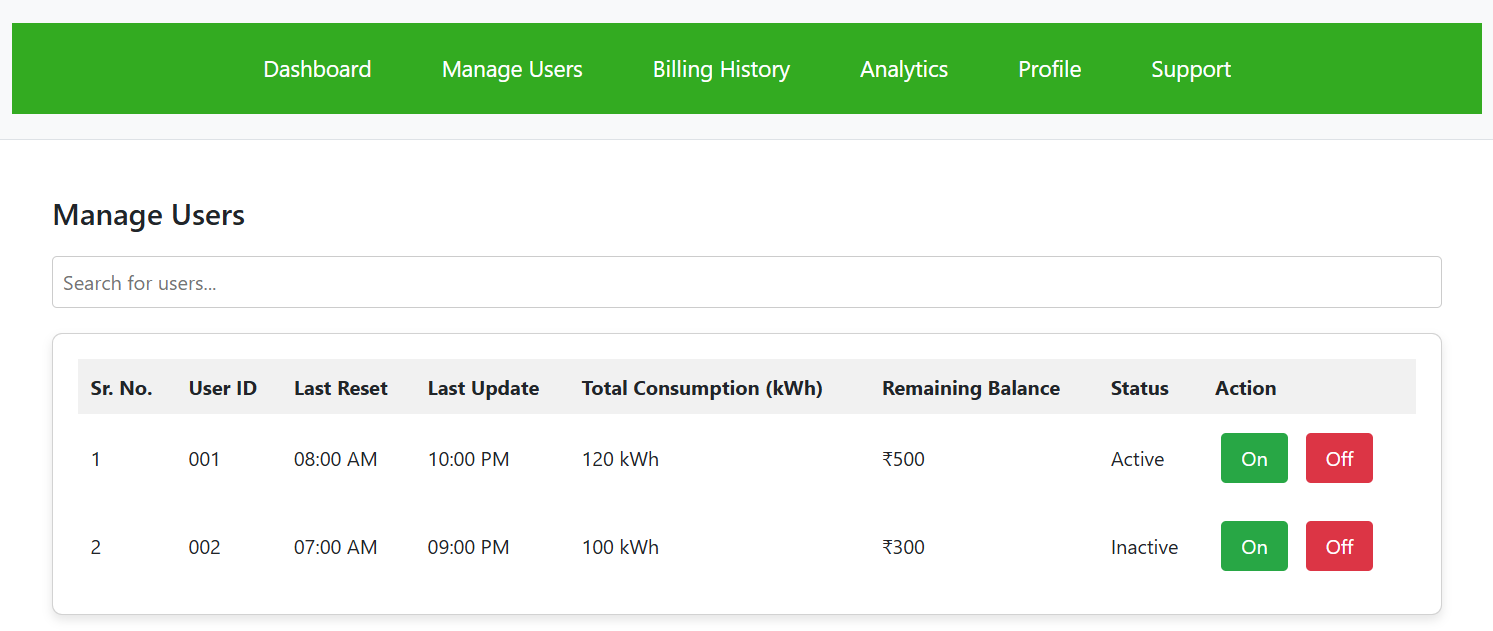 Dashboard Manage Users Billing History Analytics Profile Support
Manage Users
Search for users...
Sr. No. User ID Last Reset Last Update Total Consumption (kWh) Remaining Balance Status Action
1 001 08:00 AM 10:00 PM 120 kWh ₹500 Active On Off
2 002 07:00 AM 09:00 PM 100 kWh ₹300 Inactive On Off